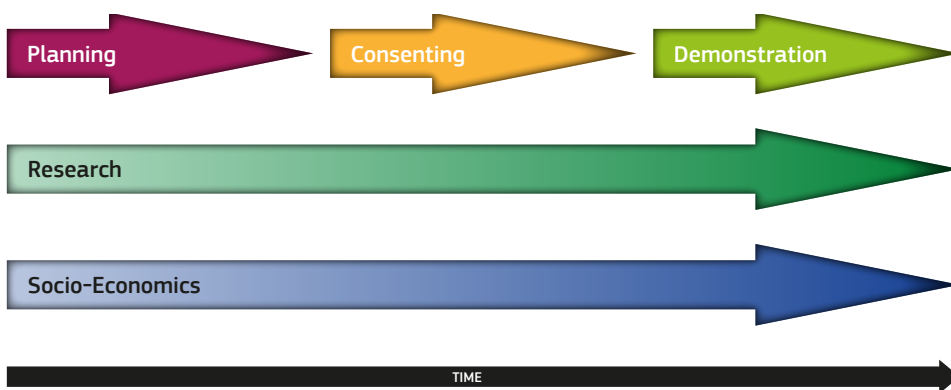 Planning
Consenting
Demonstration
Research
Socio-Economics
TIME